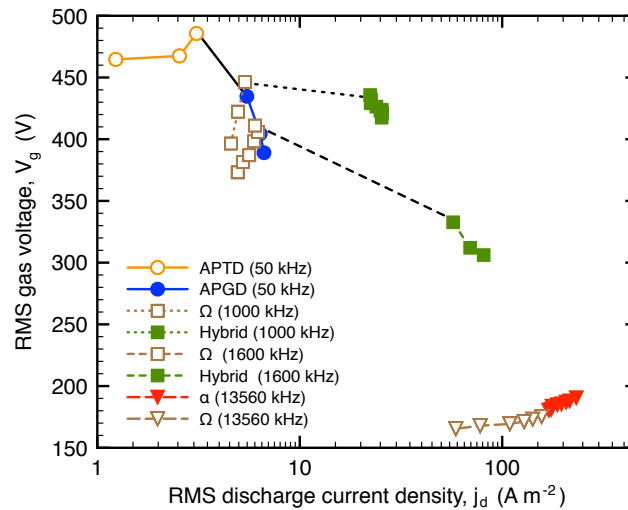 500
450
400
350
300
250
200
150
RMS gas voltage, V_g (V)
APTD (50 kHz)
APGD (50 kHz)
Ω (1000 kHz)
Hybrid (1000 kHz)
Ω (1600 kHz)
Hybrid (1600 kHz)
α (13560 kHz)
Ω (13560 kHz)
1 10 100
RMS discharge current density, j_d (A m⁻²)